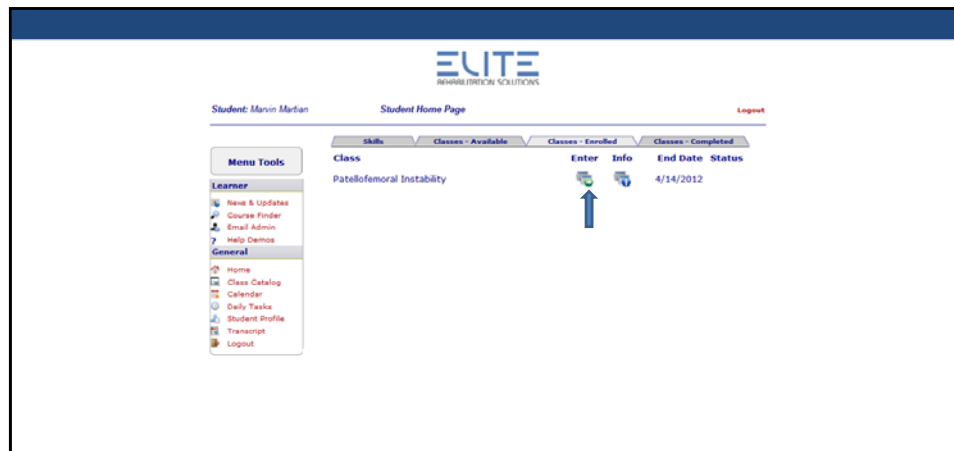 ELITE
REHABILITATION SOLUTIONS
Student: Marvin Martian
Student Home Page
Logout
Skills
Classes - Available
Classes - Enrolled
Classes - Completed
Menu Tools
Class
Enter
Info
End Date
Status
Patellofemoral Instability
4/14/2012
Learner
News & Updates
Course Finder
Email Admin
Help Demos
General
Home
Class Catalog
Calendar
Daily Tasks
Student Profile
Transcript
Logout